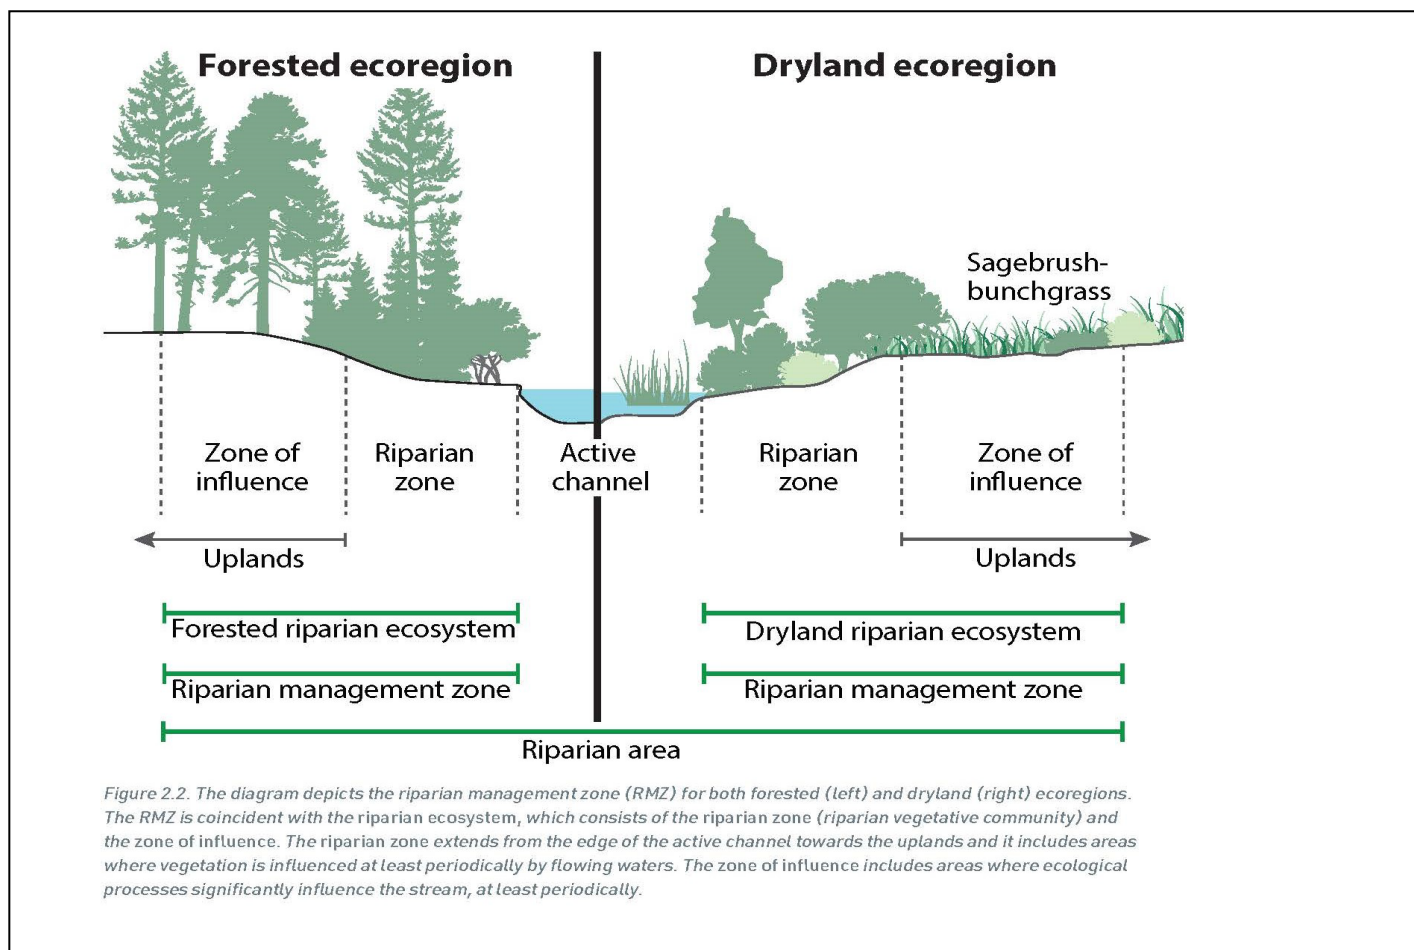 Forested ecoregion
Dryland ecoregion
Sagebrush-
bunchgrass
Zone of
influence
Riparian
zone
Active
channel
Riparian
zone
Zone of
influence
Uplands
Uplands
Forested riparian ecosystem
Dryland riparian ecosystem
Riparian management zone
Riparian management zone
Riparian area
Figure 2.2. The diagram depicts the riparian management zone (RMZ) for both forested (left) and dryland (right) ecoregions.
The RMZ is coincident with the riparian ecosystem, which consists of the riparian zone (riparian vegetative community) and
the zone of influence. The riparian zone extends from the edge of the active channel towards the uplands and it includes areas
where vegetation is influenced at least periodically by flowing waters. The zone of influence includes areas where ecological
processes significantly influence the stream, at least periodically.